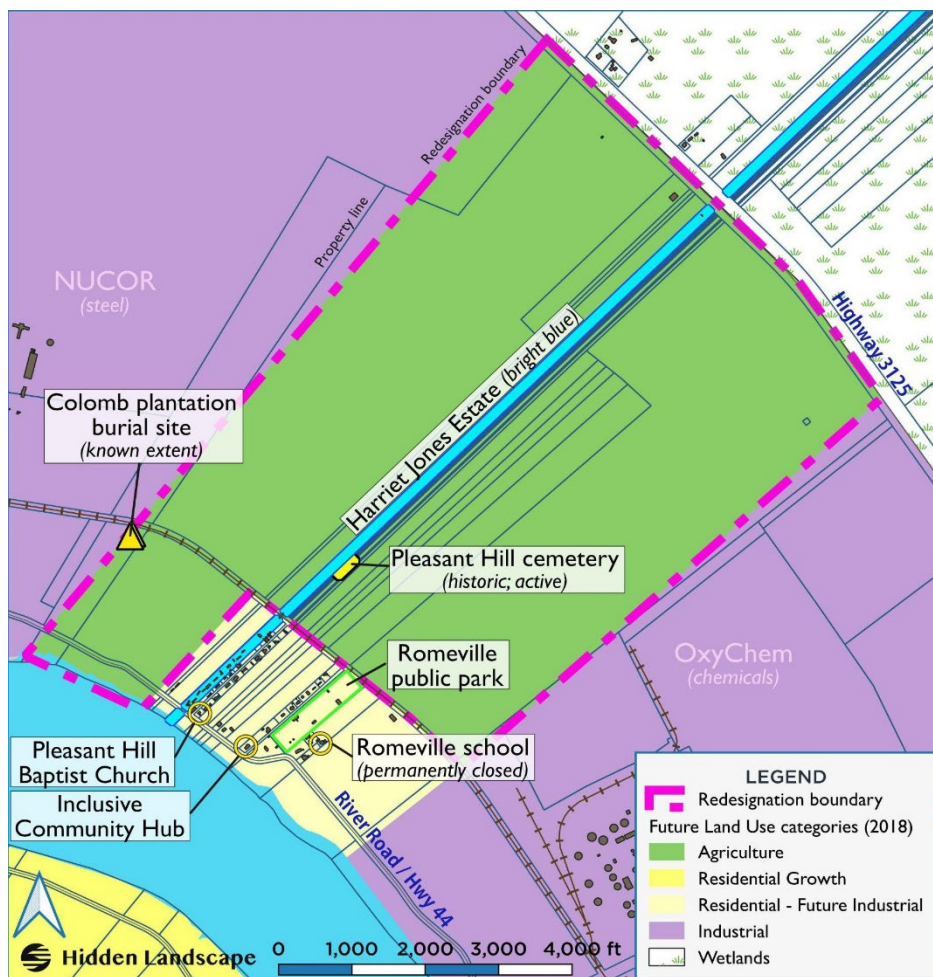 Redesignation boundary
Property line
NUCOR
(steel)
Highway 3125
Colomb plantation
burial site
(known extent)
Harriet Jones Estate (bright blue)
Pleasant Hill cemetery
(historic; active)
Romeville
public park
OxyChem
(chemicals)
Pleasant Hill
Baptist Church
Romeville school
(permanently closed)
Inclusive
Community Hub
River Road / Hwy 44
LEGEND
Redesignation boundary
Future Land Use categories (2018)
Agriculture
Residential Growth
Residential - Future Industrial
Industrial
Wetlands
Hidden Landscape
0 1,000 2,000 3,000 4,000 ft